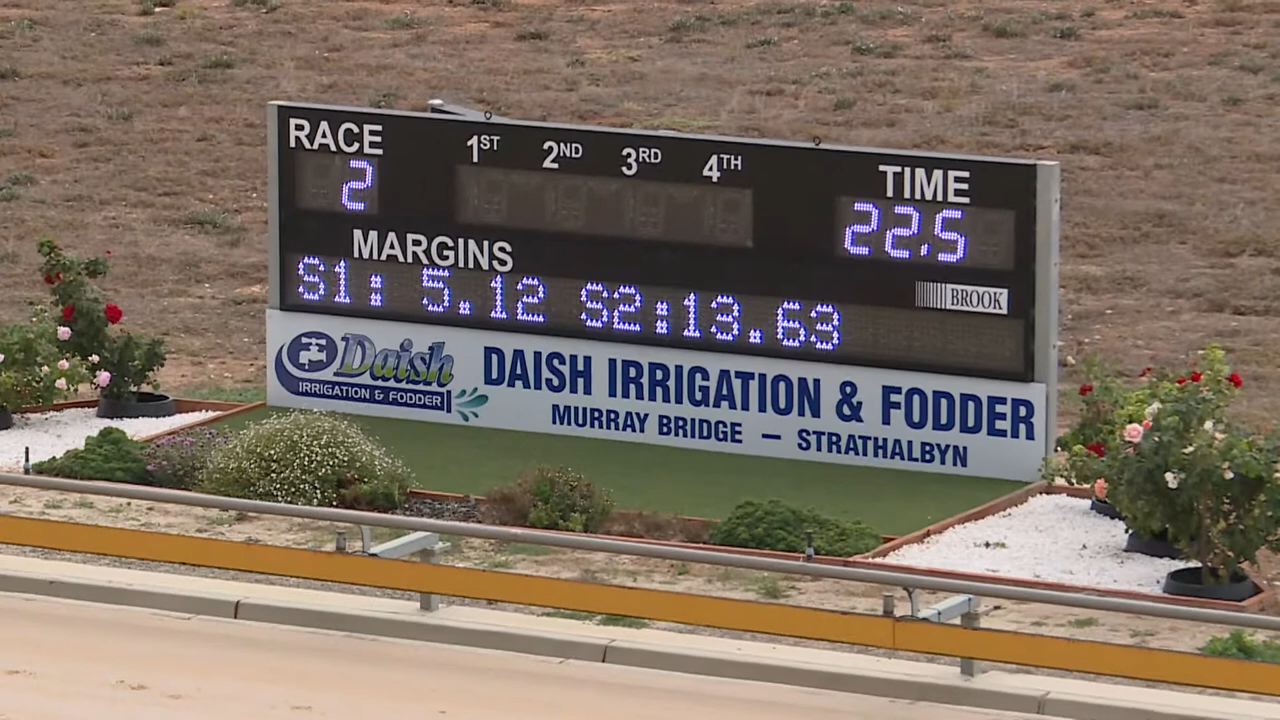 RACE 1ST 2ND 3RD 4TH TIME
2 22.5
MARGINS
S1: 5.12 S2:13.63
BROOK
Daish
IRRIGATION & FODDER
DAISH IRRIGATION & FODDER
MURRAY BRIDGE – STRATHALBYN